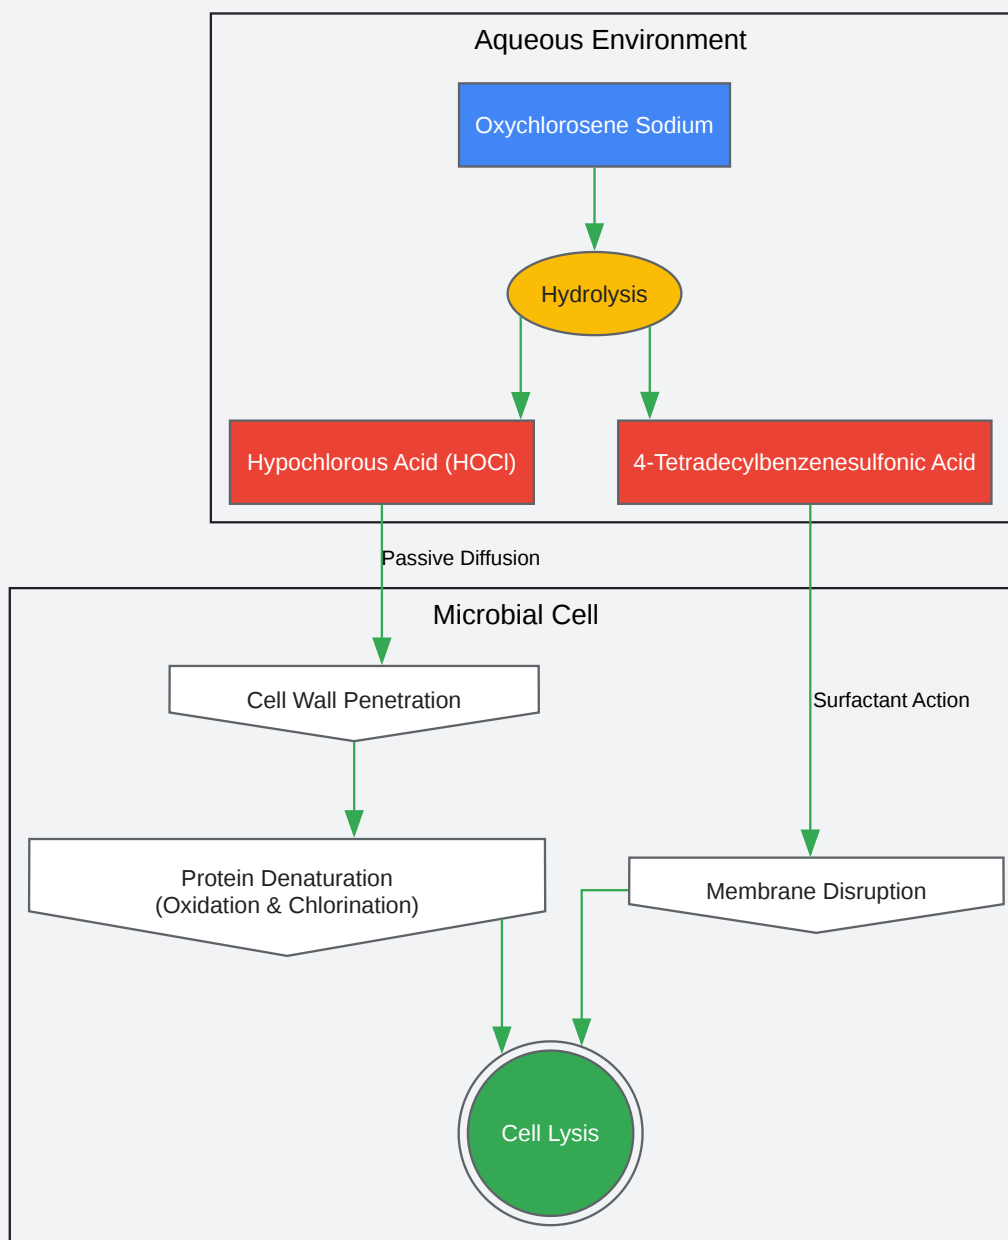 Aqueous Environment
Oxychlorosene Sodium
Hydrolysis
Hypochlorous Acid (HOCl)
4-Tetradecylbenzenesulfonic Acid
Passive Diffusion
Microbial Cell
Cell Wall Penetration
Surfactant Action
Protein Denaturation
(Oxidation & Chlorination)
Membrane Disruption
Cell Lysis